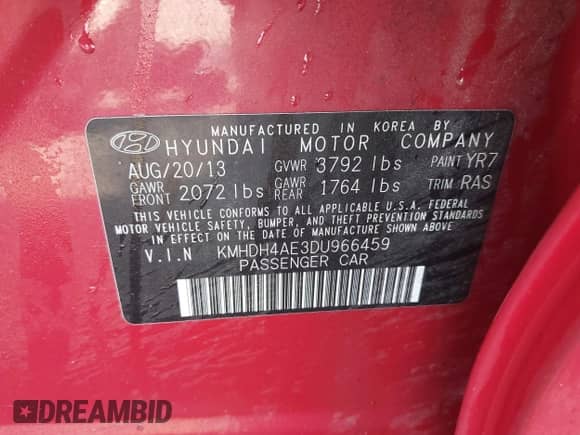 MANUFACTURED IN KOREA BY
HYUNDAI MOTOR COMPANY
AUG/20/13 GVWR 3792 lbs PAINT YR7
GAWR FRONT 2072 lbs GAWR REAR 1764 lbs TRIM RAS
THIS VEHICLE CONFORMS TO ALL APPLICABLE U.S.A. FEDERAL
MOTOR VEHICLE SAFETY, BUMPER, AND THEFT PREVENTION STANDARDS
IN EFFECT ON THE DATE OF MANUFACTURE SHOWN ABOVE.
V.I.N KMHDH4AE3DU966459
PASSENGER CAR
DREAMBID